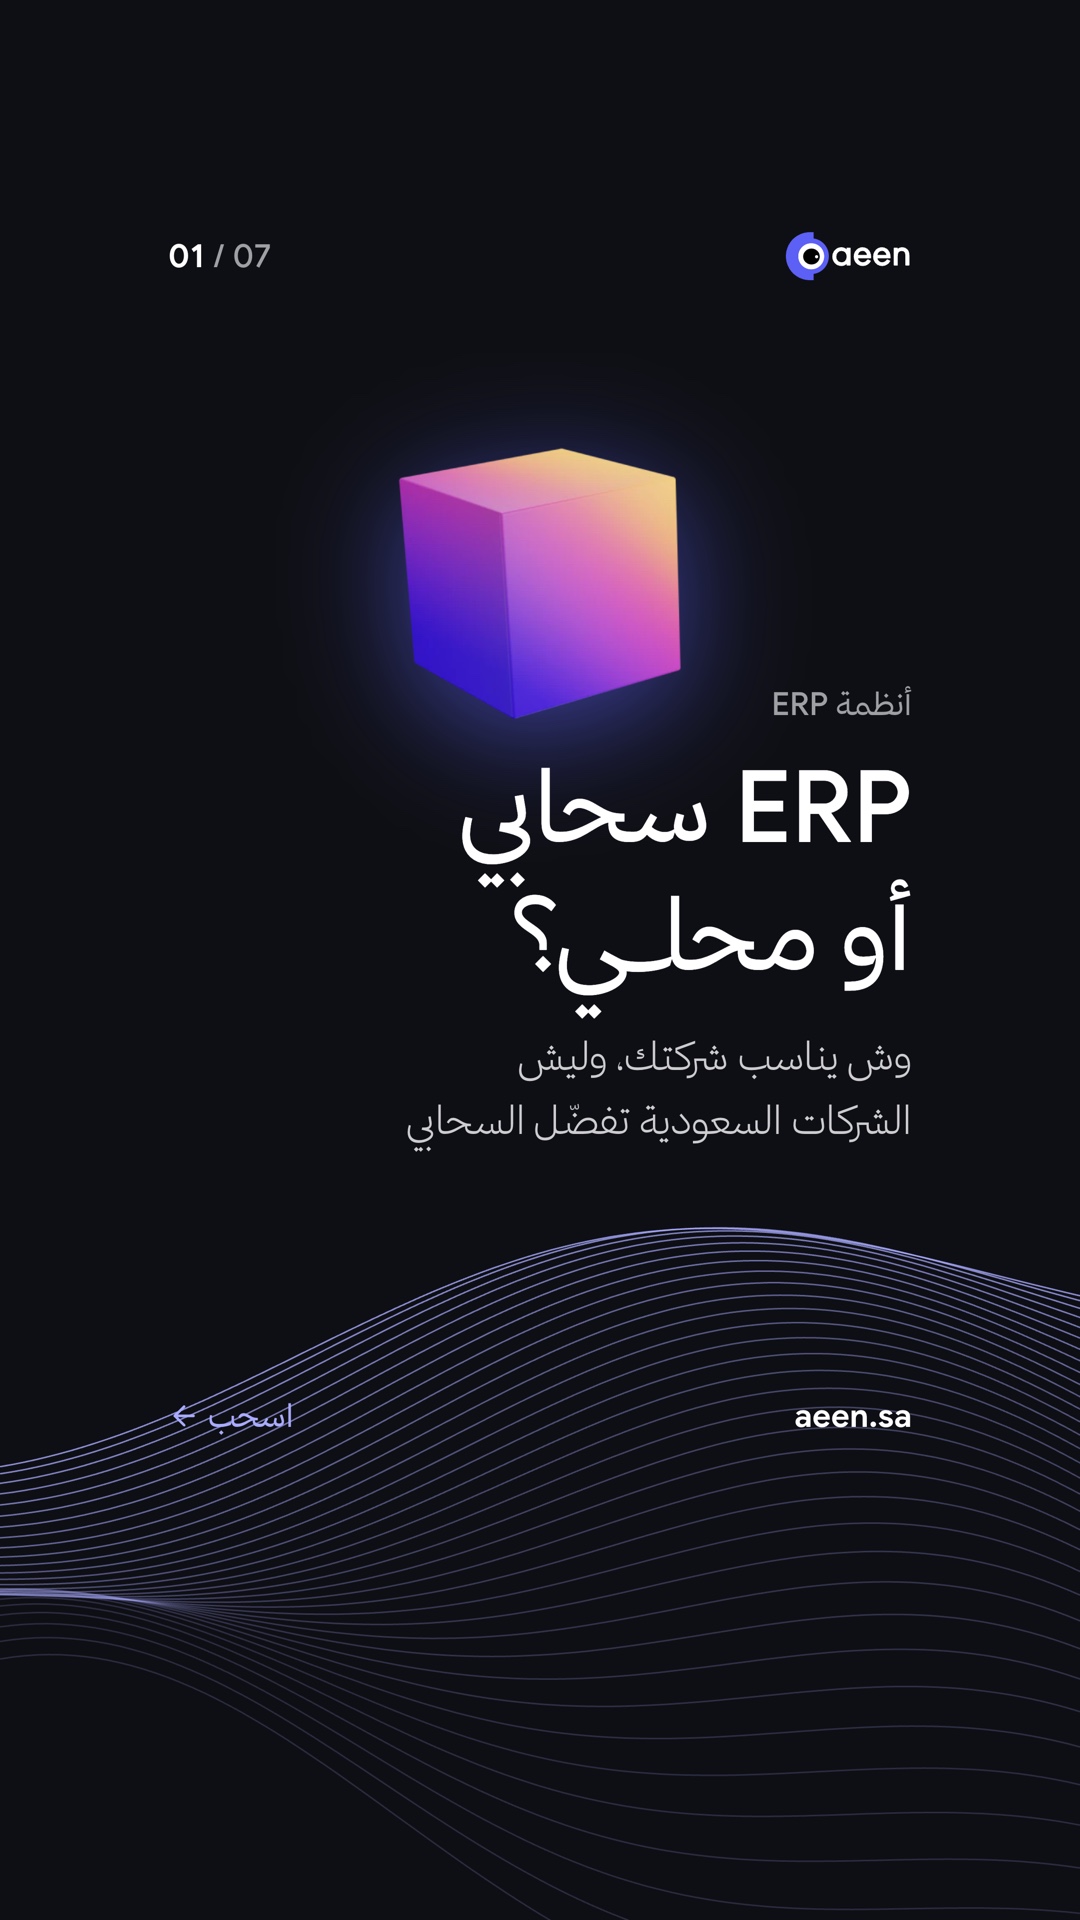 aeen
01 / 07
أنظمة ERP
ERP سحابي
أو محلـي؟
وش يناسب شركتك، وليش
الشركات السعودية تفضّل السحابي
aeen.sa
اسحب ←